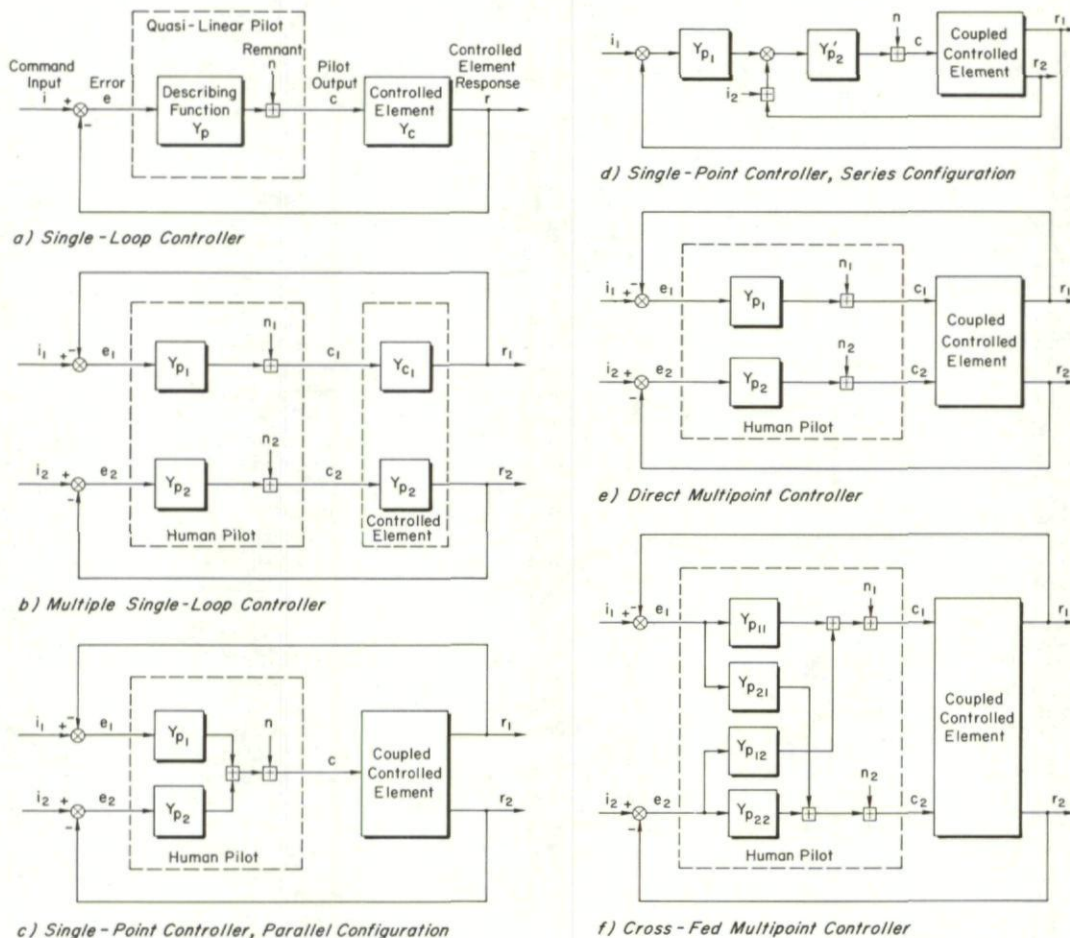 Quasi-Linear Pilot
Command
Input
i
+
-
Error
e
Describing
Function
Yp
Remnant
n
Pilot
Output
c
Controlled
Element
Yc
Controlled
Element
Response
r
a) Single-Loop Controller
i1
+
-
e1
Yp1
n1
c1
Yc1
r1
i2
+
-
e2
Yp2
n2
c2
Yp2
r2
Human Pilot
Controlled
Element
b) Multiple Single-Loop Controller
i1
+
-
e1
Yp1
n
c
Coupled
Controlled
Element
r1
i2
+
-
e2
Yp2
r2
Human Pilot
c) Single-Point Controller, Parallel Configuration
i1
Yp1
Y'p2
n
c
Coupled
Controlled
Element
r1
r2
i2
d) Single-Point Controller, Series Configuration
i1
+
-
e1
Yp1
n1
c1
Coupled
Controlled
Element
r1
i2
+
-
e2
Yp2
n2
c2
r2
Human Pilot
e) Direct Multipoint Controller
i1
+
-
e1
Yp11
n1
c1
r1
Yp21
Coupled
Controlled
Element
Yp12
i2
+
-
e2
Yp22
n2
c2
r2
Human Pilot
f) Cross-Fed Multipoint Controller